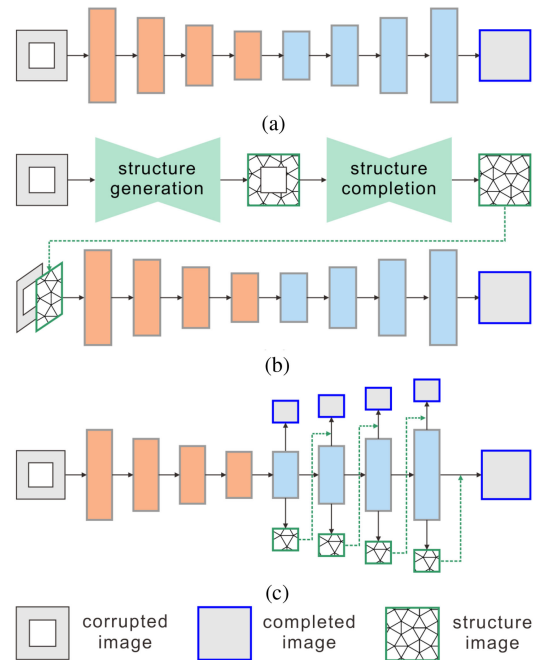 (a)
structure
generation
structure
completion
(b)
(c)
corrupted
image
completed
image
structure
image